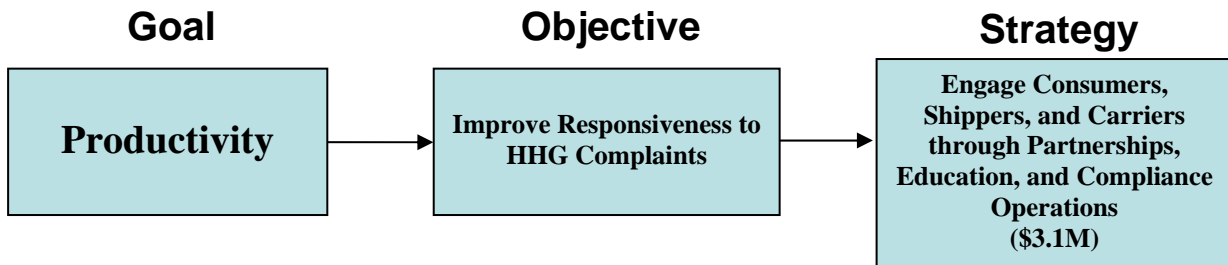 Goal
Productivity
Objective
Improve Responsiveness to
HHG Complaints
Strategy
Engage Consumers,
Shippers, and Carriers
through Partnerships,
Education, and Compliance
Operations
($3.1M)